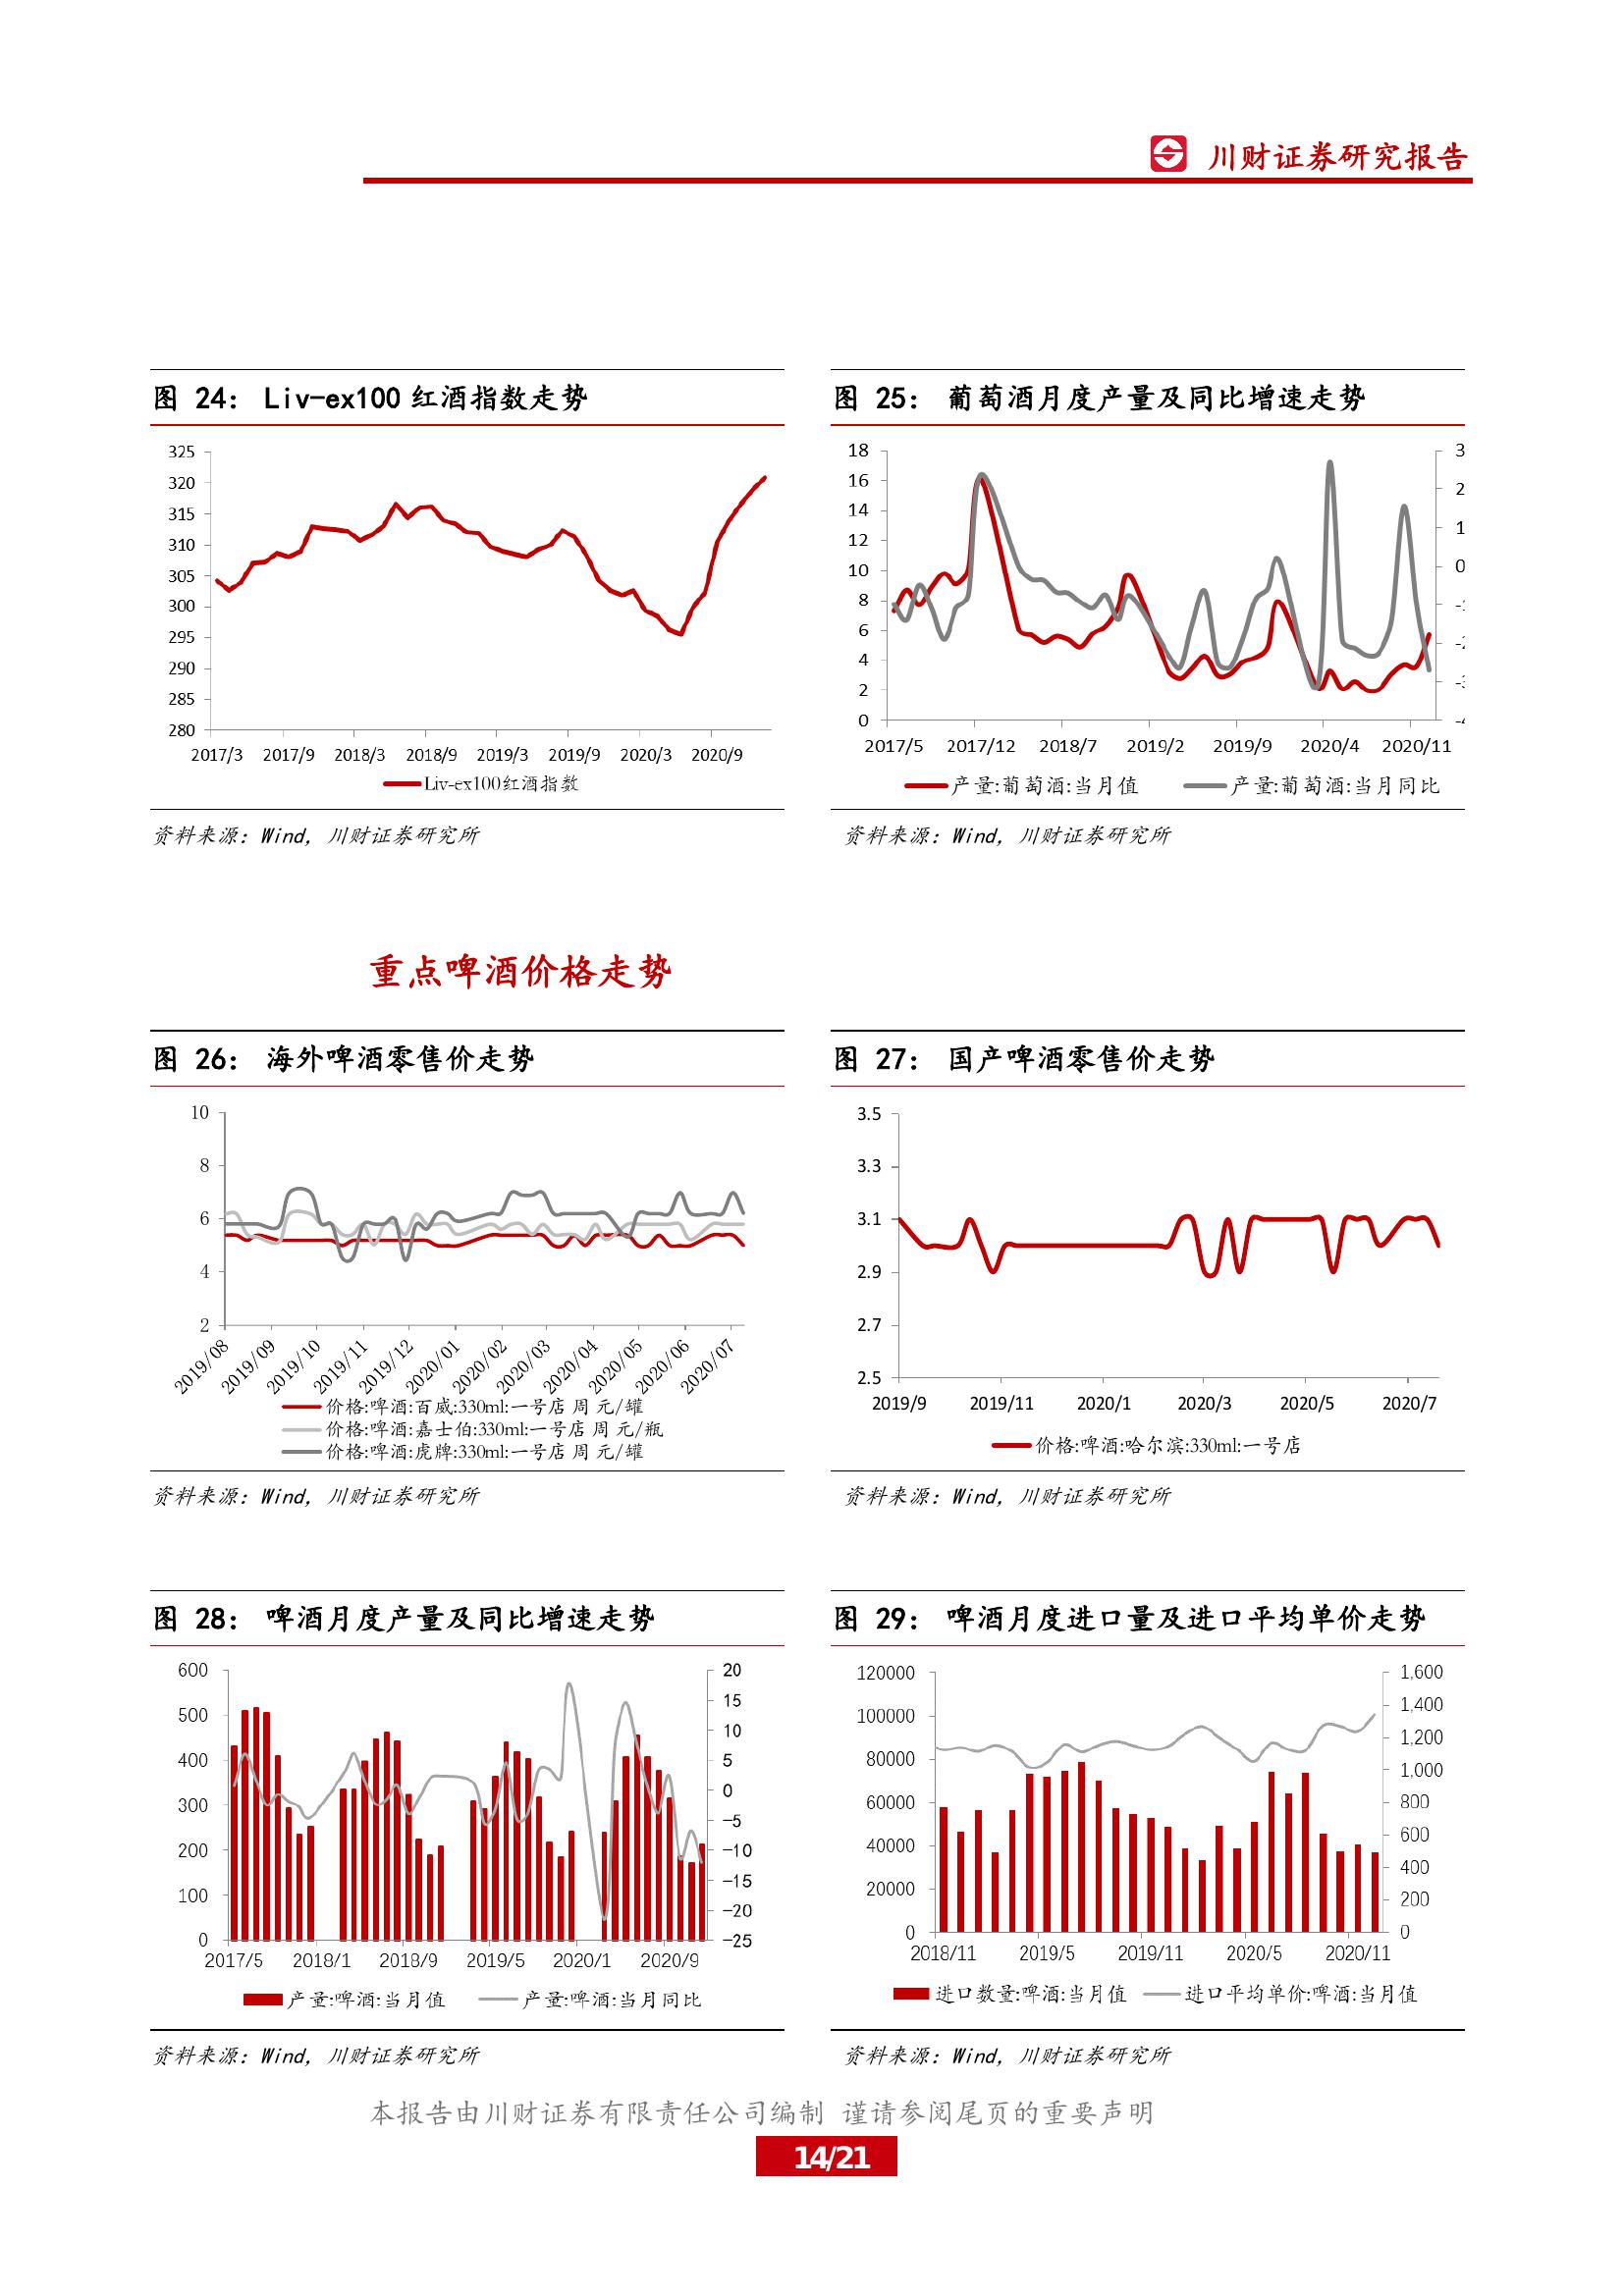 川财证券研究报告
图 24： Liv-ex100 红酒指数走势
325
320
315
310
305
300
295
290
285
280
2017/3 2017/9 2018/3 2018/9 2019/3 2019/9 2020/3 2020/9
Liv-ex100红酒指数
资料来源：Wind，川财证券研究所
图 25： 葡萄酒月度产量及同比增速走势
18
16
14
12
10
8
6
4
2
0
3
2
1
0
2017/5 2017/12 2018/7 2019/2 2019/9 2020/4 2020/11
产量:葡萄酒:当月值 产量:葡萄酒:当月同比
资料来源：Wind，川财证券研究所
重点啤酒价格走势
图 26： 海外啤酒零售价走势
10
8
6
4
2
2019/08 2019/09 2019/10 2019/11 2019/12 2020/01 2020/02 2020/03 2020/04 2020/05 2020/06 2020/07
价格:啤酒:百威:330ml:一号店 周 元/罐
价格:啤酒:嘉士伯:330ml:一号店 周 元/瓶
价格:啤酒:虎牌:330ml:一号店 周 元/罐
资料来源：Wind，川财证券研究所
图 27： 国产啤酒零售价走势
3.5
3.3
3.1
2.9
2.7
2.5
2019/9 2019/11 2020/1 2020/3 2020/5 2020/7
价格:啤酒:哈尔滨:330ml:一号店
资料来源：Wind，川财证券研究所
图 28： 啤酒月度产量及同比增速走势
600
500
400
300
200
100
0
20
15
10
5
0
-5
-10
-15
-20
-25
2017/5 2018/1 2018/9 2019/5 2020/1 2020/9
产量:啤酒:当月值 产量:啤酒:当月同比
资料来源：Wind，川财证券研究所
图 29： 啤酒月度进口量及进口平均单价走势
120000
100000
80000
60000
40000
20000
0
1,600
1,400
1,200
1,000
800
600
400
200
0
2018/11 2019/5 2019/11 2020/5 2020/11
进口数量:啤酒:当月值 进口平均单价:啤酒:当月值
资料来源：Wind，川财证券研究所
本报告由川财证券有限责任公司编制 谨请参阅尾页的重要声明
14/21